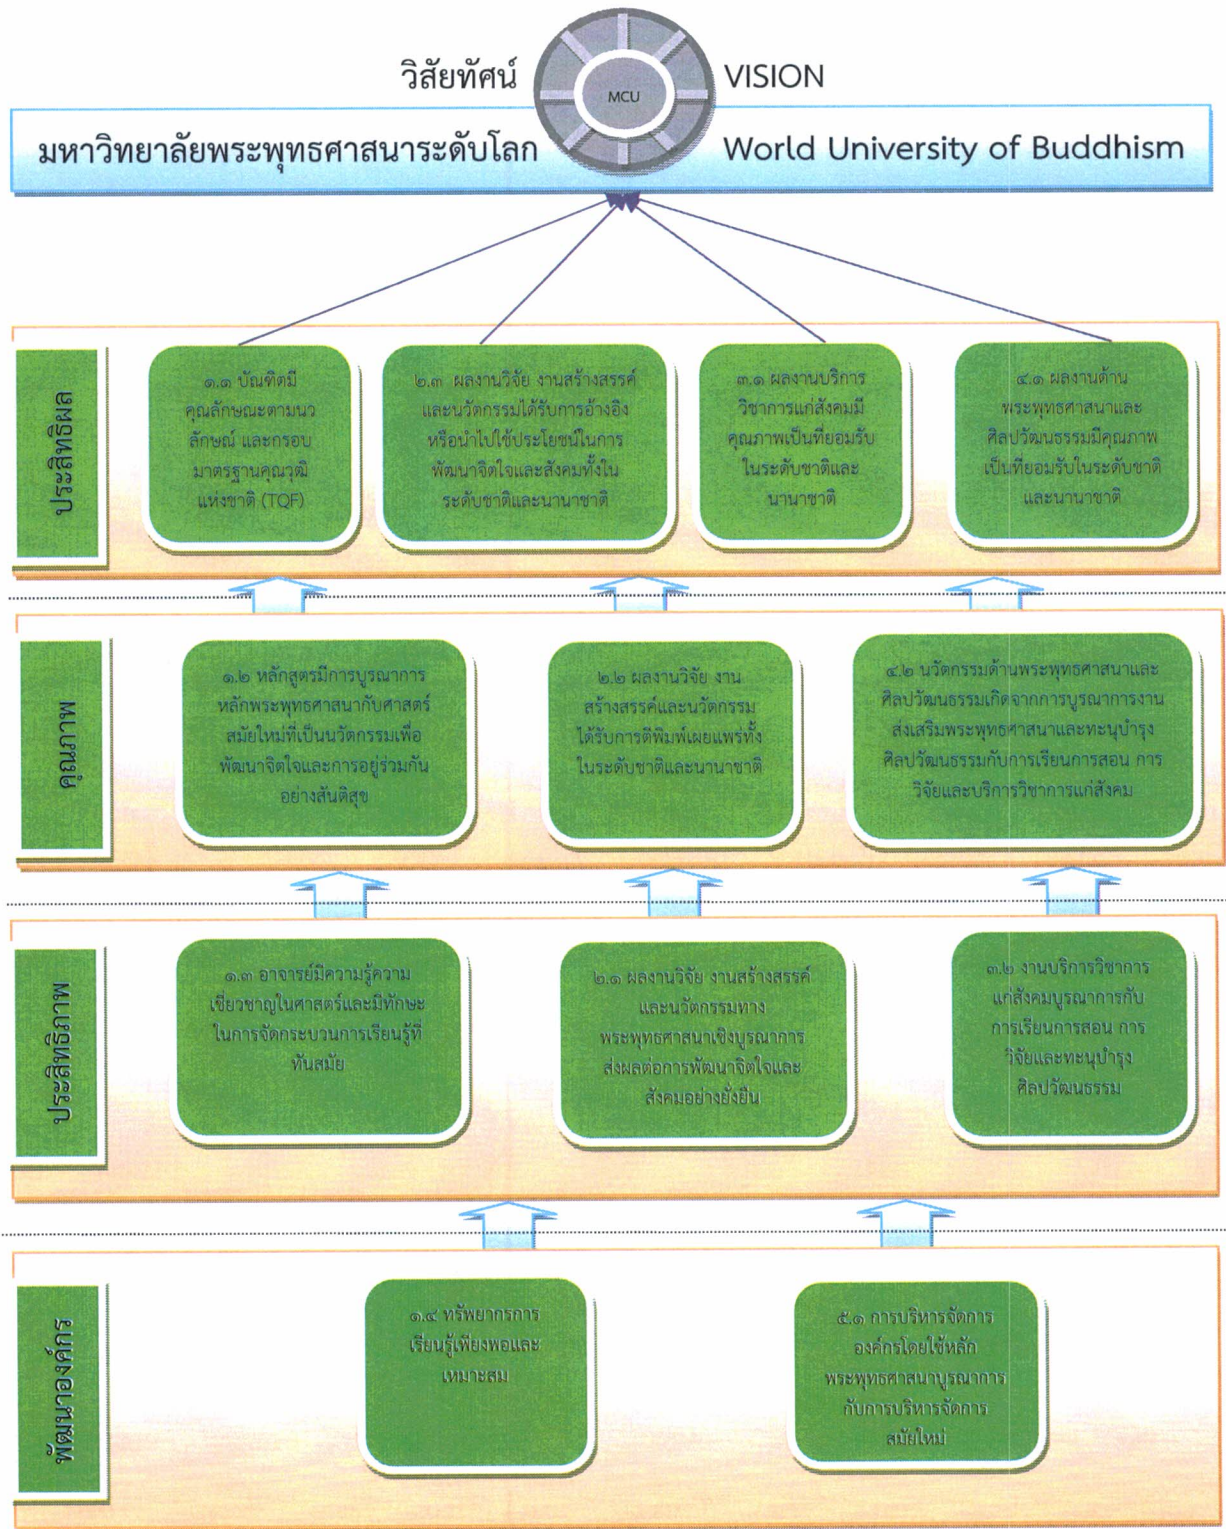 วิสัยทัศน์
MCU
VISION
มหาวิทยาลัยพระพุทธศาสนาระดับโลก
World University of Buddhism
ประสิทธิผล
๑.๑ บัณฑิตมี
คุณลักษณะตามนว
ลักษณ์ และกรอบ
มาตรฐานคุณวุฒิ
แห่งชาติ (TQF)
๒.๓ ผลงานวิจัย งานสร้างสรรค์
และนวัตกรรมได้รับการอ้างอิง
หรือนำไปใช้ประโยชน์ในการ
พัฒนาจิตใจและสังคมทั้งใน
ระดับชาติและนานาชาติ
๓.๑ ผลงานบริการ
วิชาการแก่สังคมมี
คุณภาพเป็นที่ยอมรับ
ในระดับชาติและ
นานาชาติ
๔.๑ ผลงานด้าน
พระพุทธศาสนาและ
ศิลปวัฒนธรรมมีคุณภาพ
เป็นที่ยอมรับในระดับชาติ
และนานาชาติ
คุณภาพ
๑.๒ หลักสูตรมีการบูรณาการ
หลักพระพุทธศาสนากับศาสตร์
สมัยใหม่ที่เป็นนวัตกรรมเพื่อ
พัฒนาจิตใจและการอยู่ร่วมกัน
อย่างสันติสุข
๒.๒ ผลงานวิจัย งาน
สร้างสรรค์และนวัตกรรม
ได้รับการตีพิมพ์เผยแพร่ทั้ง
ในระดับชาติและนานาชาติ
๔.๒ นวัตกรรมด้านพระพุทธศาสนาและ
ศิลปวัฒนธรรมเกิดจากการบูรณาการงาน
ส่งเสริมพระพุทธศาสนาและทะนุบำรุง
ศิลปวัฒนธรรมกับการเรียนการสอน การ
วิจัยและบริการวิชาการแก่สังคม
ประสิทธิภาพ
๑.๓ อาจารย์มีความรู้ความ
เชี่ยวชาญในศาสตร์และมีทักษะ
ในการจัดกระบวนการเรียนรู้ที่
ทันสมัย
๒.๑ ผลงานวิจัย งานสร้างสรรค์
และนวัตกรรมทาง
พระพุทธศาสนาเชิงบูรณาการ
ส่งผลต่อการพัฒนาจิตใจและ
สังคมอย่างยั่งยืน
๓.๒ งานบริการวิชาการ
แก่สังคมบูรณาการกับ
การเรียนการสอน การ
วิจัยและทะนุบำรุง
ศิลปวัฒนธรรม
พัฒนาองค์กร
๑.๔ ทรัพยากรการ
เรียนรู้เพียงพอและ
เหมาะสม
๕.๑ การบริหารจัดการ
องค์กรโดยใช้หลัก
พระพุทธศาสนาบูรณาการ
กับการบริหารจัดการ
สมัยใหม่